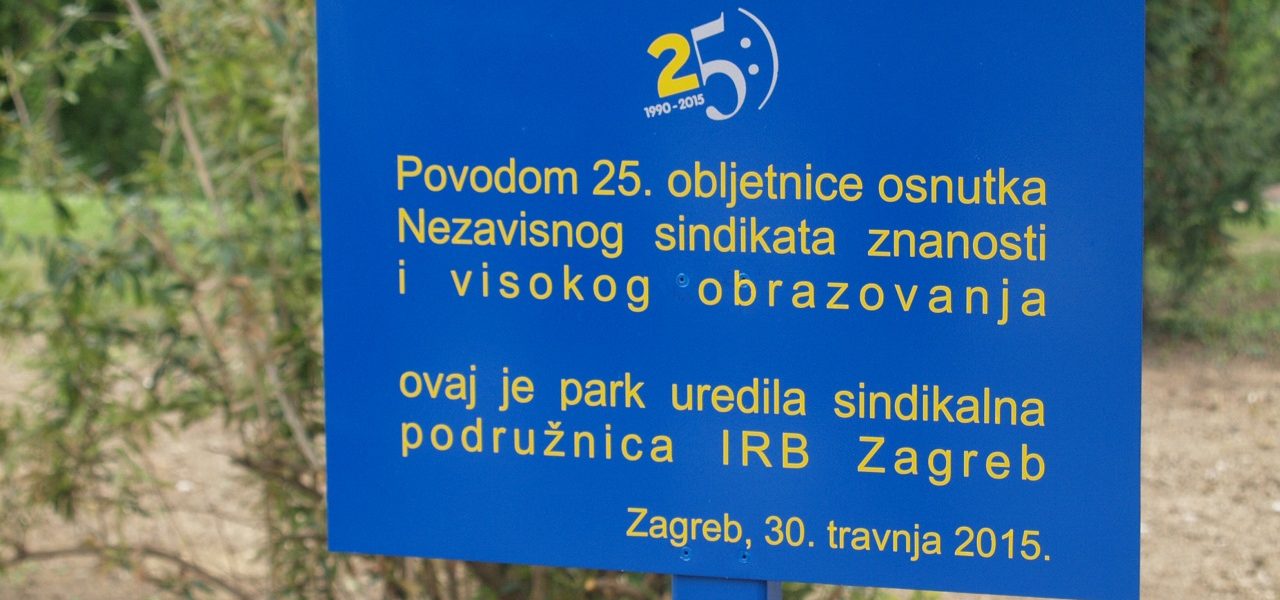 25
1990 - 2015
Povodom 25. obljetnice osnutka
Nezavisnog sindikata znanosti
i visokog obrazovanja
ovaj je park uredila sindikalna
podružnica IRB Zagreb
Zagreb, 30. travnja 2015.